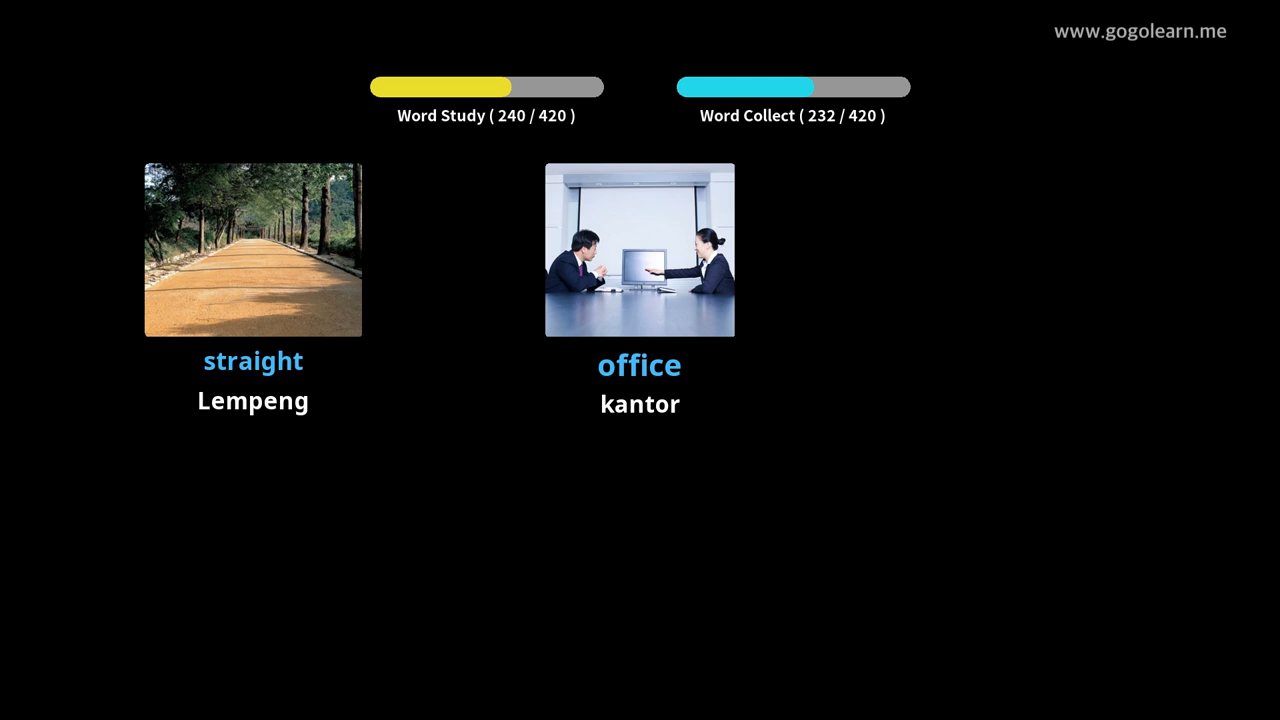 www.gogolearn.me
Word Study ( 240 / 420 )
Word Collect ( 232 / 420 )
straight
Lempeng
office
kantor